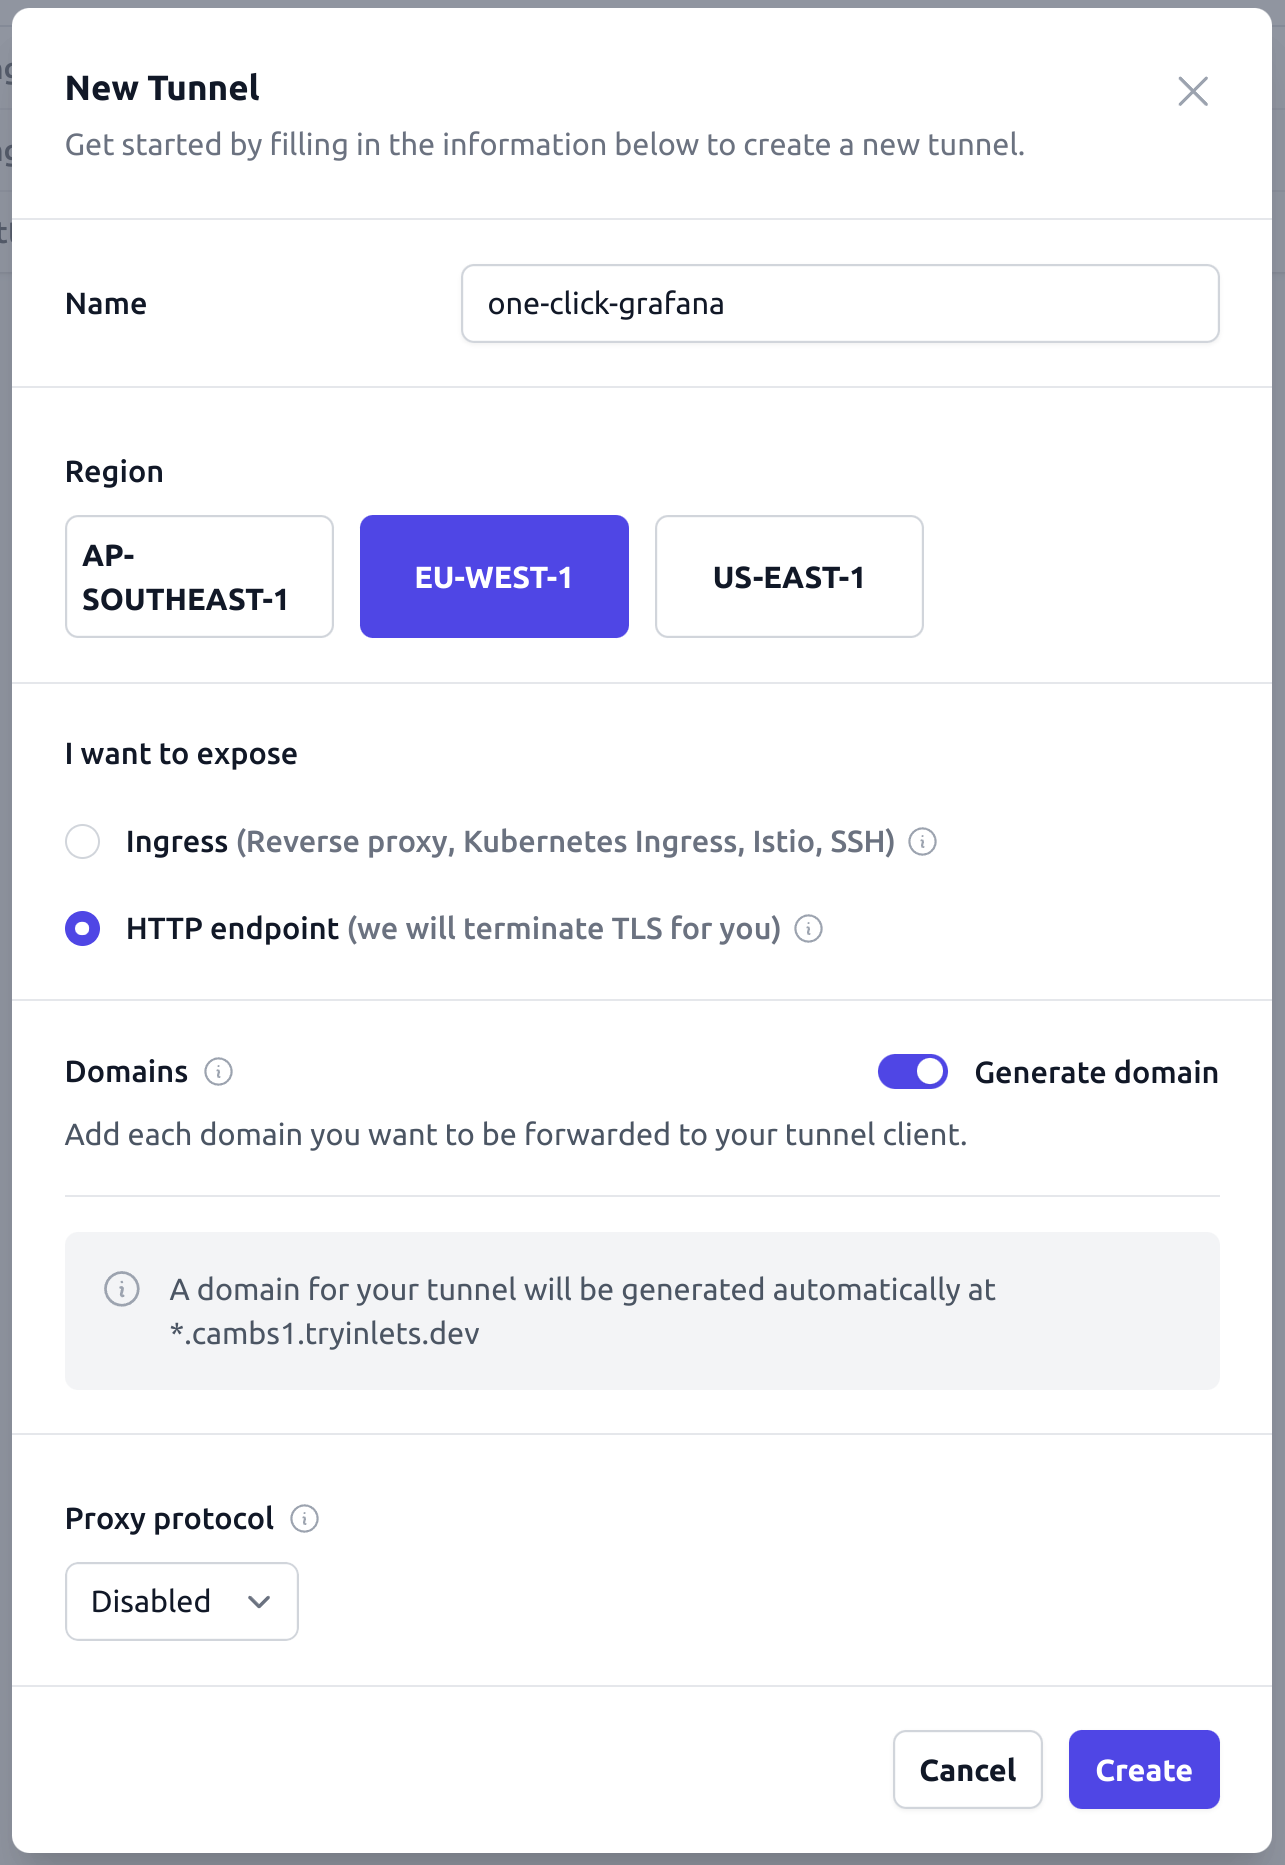 New Tunnel
Get started by filling in the information below to create a new tunnel.
Name
one-click-grafana
Region
AP-
SOUTHEAST-1
EU-WEST-1
US-EAST-1
I want to expose
Ingress (Reverse proxy, Kubernetes Ingress, Istio, SSH)
HTTP endpoint (we will terminate TLS for you)
Domains
Generate domain
Add each domain you want to be forwarded to your tunnel client.
A domain for your tunnel will be generated automatically at
*.cambs1.tryinlets.dev
Proxy protocol
Disabled
Cancel
Create